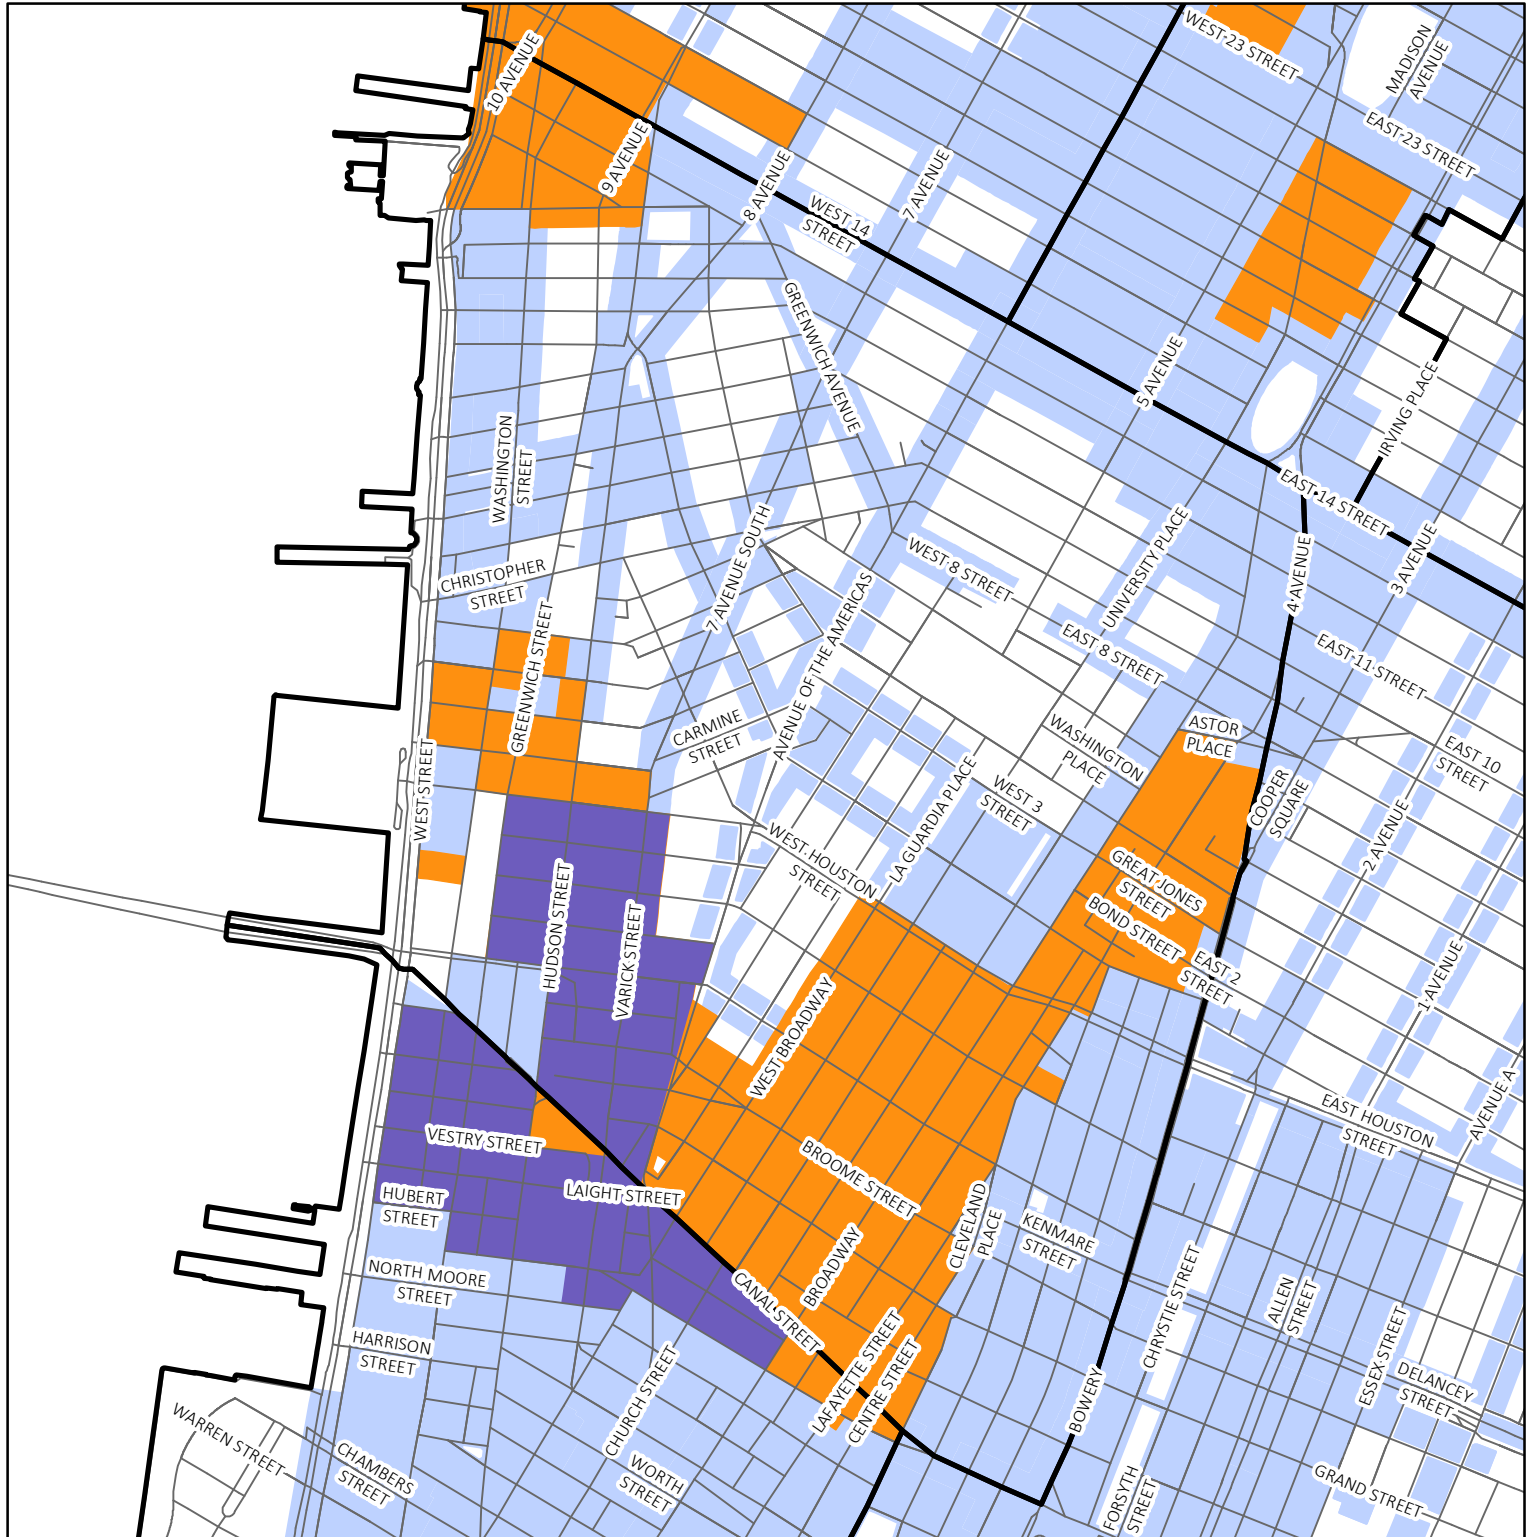 WEST 23 STREET
MADISON
AVENUE
10 AVENUE
EAST 23 STREET
9 AVENUE
8 AVENUE
7 AVENUE
WEST 14
STREET
GREENWICH AVENUE
5 AVENUE
IRVING PLACE
WASHINGTON
STREET
EAST 14 STREET
7 AVENUE SOUTH
UNIVERSITY PLACE
3 AVENUE
4 AVENUE
WEST 8 STREET
CHRISTOPHER
STREET
AVENUE OF THE AMERICAS
EAST 8 STREET
EAST 11 STREET
GREENWICH STREET
CARMINE
STREET
WASHINGTON
PLACE
ASTOR
PLACE
EAST 10
STREET
WEST STREET
WEST 3
STREET
LA GUARDIA PLACE
COOPER
SQUARE
2 AVENUE
WEST HOUSTON
STREET
GREAT JONES
STREET
BOND STREET
HUDSON STREET
VARICK STREET
EAST 2
STREET
1 AVENUE
WEST BROADWAY
AVENUE A
EAST HOUSTON
STREET
VESTRY STREET
BROOME STREET
LAIGHT STREET
HUBERT
STREET
CLEVELAND
PLACE
KENMARE
STREET
BROADWAY
NORTH MOORE
STREET
CANAL STREET
CHRYSTIE STREET
ALLEN
STREET
HARRISON
STREET
LAFAYETTE STREET
CENTRE STREET
ESSEX STREET
DELANCEY
STREET
CHURCH STREET
BOWERY
WARREN STREET
CHAMBERS
STREET
WORTH
STREET
FORSYTH
STREET
GRAND STREET